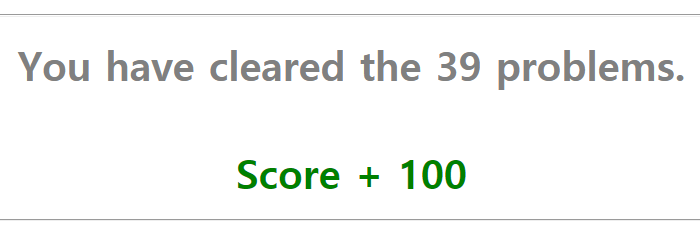 You have cleared the 39 problems.
Score + 100